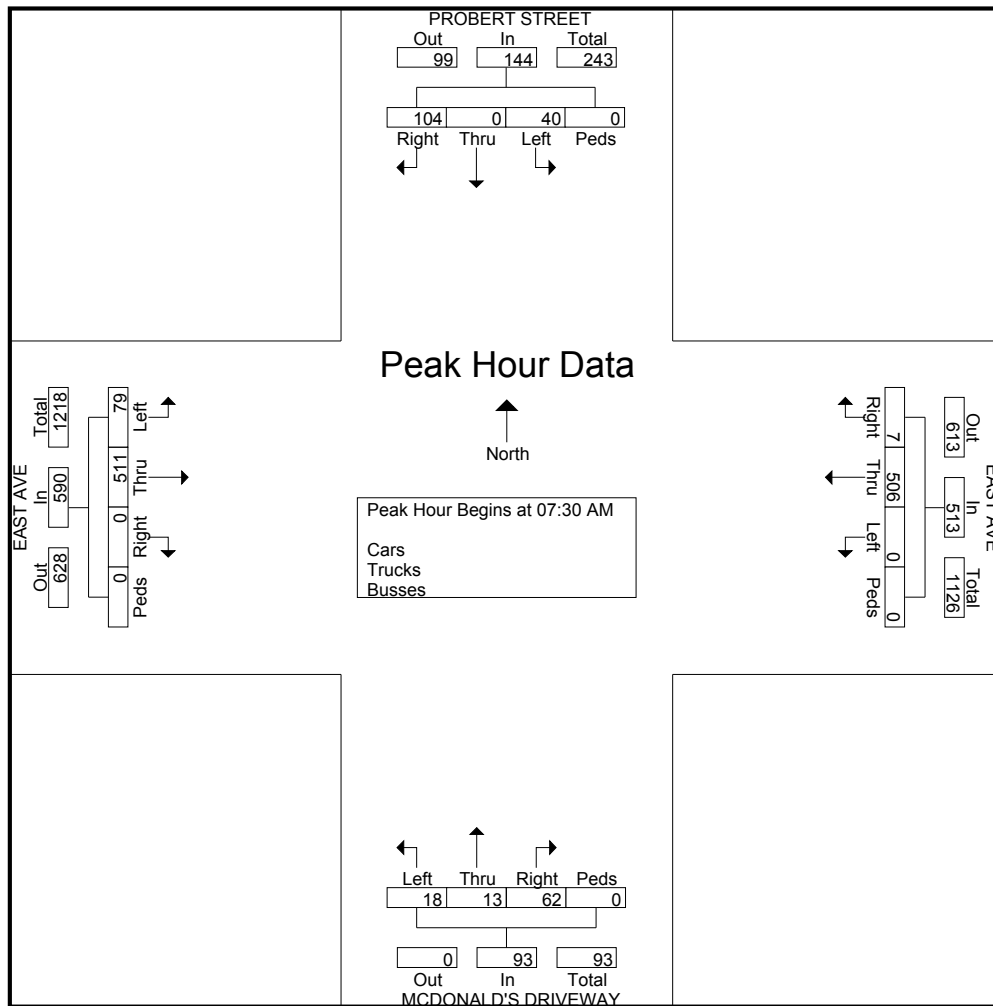 PROBERT STREET
Out In Total
99 144 243
104 0 40 0
Right Thru Left Peds
Peak Hour Data
North
Peak Hour Begins at 07:30 AM
Cars
Trucks
Busses
EAST AVE
Out In Total
628 590 1218
Left Thru Right Peds
79 511 0 0
EAST AVE
Out In Total
613 513 1126
Right Thru Left Peds
7 506 0 0
Left Thru Right Peds
18 13 62 0
0 93 93
Out In Total
MCDONALD'S DRIVEWAY